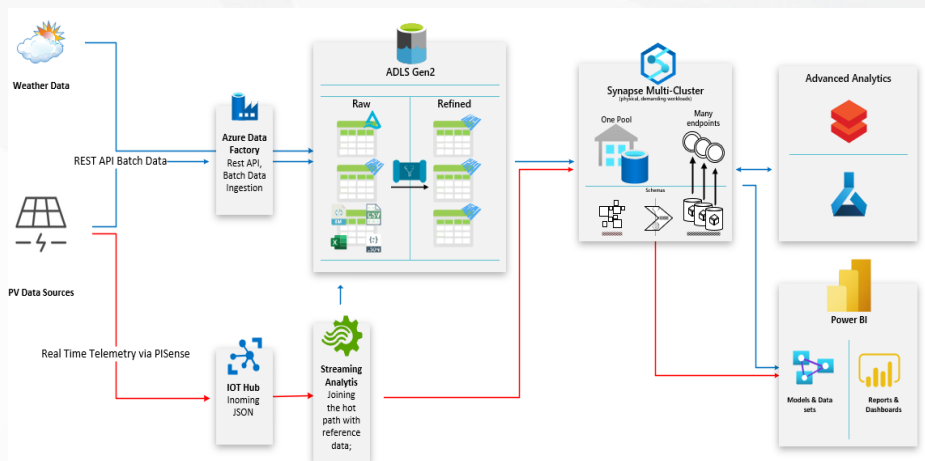 Weather Data
REST API Batch Data
PV Data Sources
Real Time Telemetry via PISense
Azure Data
Factory
Rest API,
Batch Data
Ingestion
IOT Hub
Inoming
JSON
Streaming
Analytis
Joining
the hot
path with
reference
data;
ADLS Gen2
Raw
Refined
CSV
Synapse Multi-Cluster
(physical, demanding workloads)
One Pool
Many
endpoints
Schemas
Advanced Analytics
Power BI
Models & Data
sets
Reports &
Dashboards